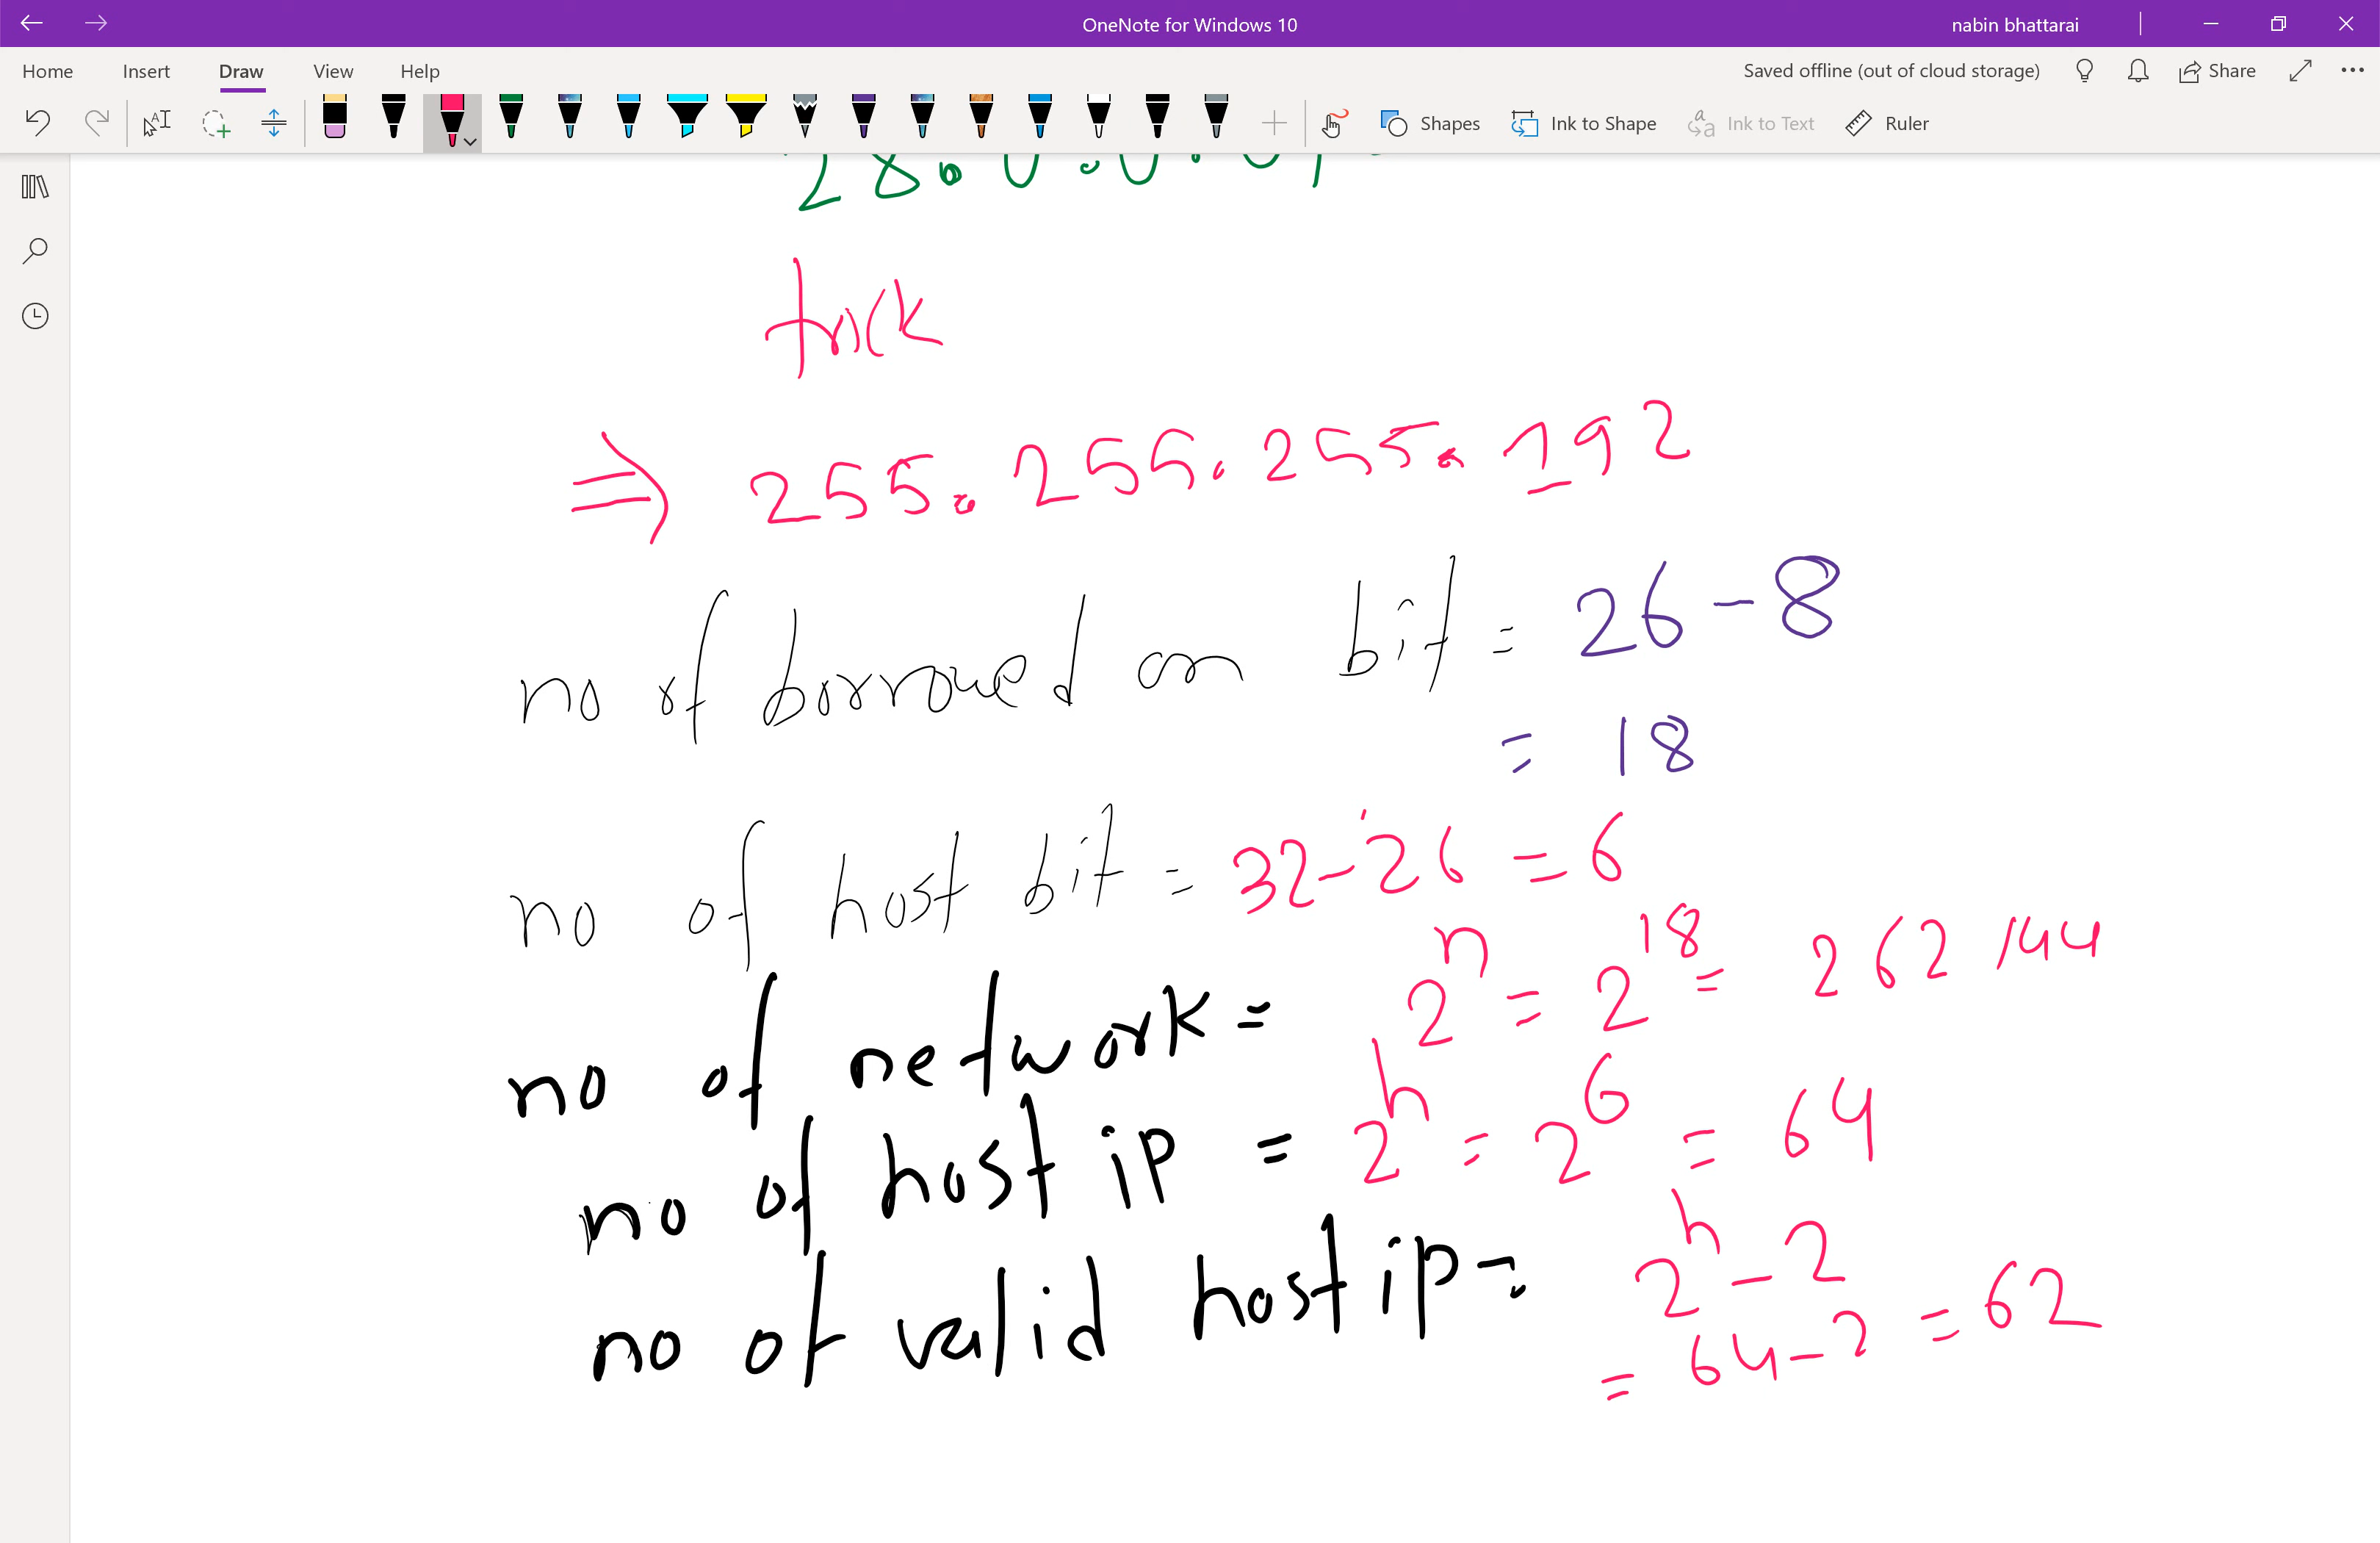 OneNote for Windows 10
nabin bhattarai
Home Insert Draw View Help
Saved offline (out of cloud storage)
Share
Shapes Ink to Shape Ink to Text Ruler
trick
⇒ 255.255.255.192
no of borrowed on bit = 26-8
= 18
no of host bit = 32-26 = 6
no of network = 2^n = 2^18 = 262144
no of host ip = 2^h = 2^6 = 64
no of valid host ip = 2^h - 2
= 64-2 = 62